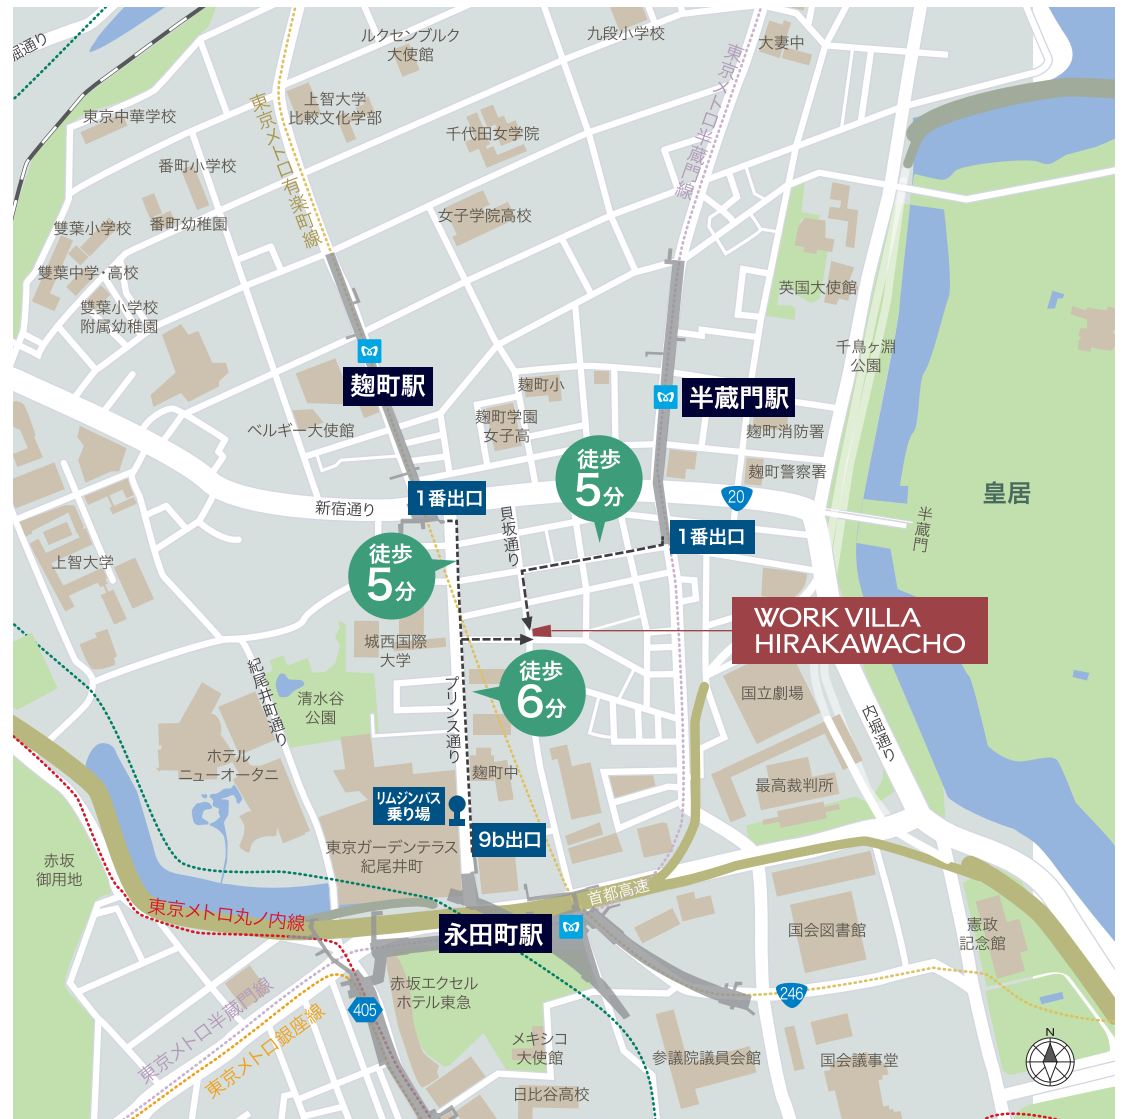 堀通り
ルクセンブルク
大使館
九段小学校
大妻中
東京メトロ半蔵門線
東京中華学校
上智大学
比較文化学部
東京メトロ有楽町線
千代田女学院
番町小学校
女子学院高校
番町幼稚園
雙葉小学校
雙葉中学・高校
英国大使館
雙葉小学校
附属幼稚園
千鳥ヶ淵
公園
麹町駅
麹町小
半蔵門駅
麹町学園
女子高
ベルギー大使館
麹町消防署
徒歩
5分
麹町警察署
1番出口
20
皇居
新宿通り
貝坂通り
半蔵門
1番出口
上智大学
徒歩
5分
WORK VILLA
HIRAKAWACHO
城西国際
大学
徒歩
6分
紀尾井町通り
清水谷
公園
プリンス通り
国立劇場
内堀通り
ホテル
ニューオータニ
麹町中
最高裁判所
リムジンバス
乗り場
9b出口
東京ガーデンテラス
紀尾井町
赤坂
御用地
首都高速
東京メトロ丸ノ内線
永田町駅
国会図書館
憲政
記念館
赤坂エクセル
ホテル東急
246
405
東京メトロ半蔵門線
東京メトロ銀座線
メキシコ
大使館
参議院議員会館
国会議事堂
N
日比谷高校